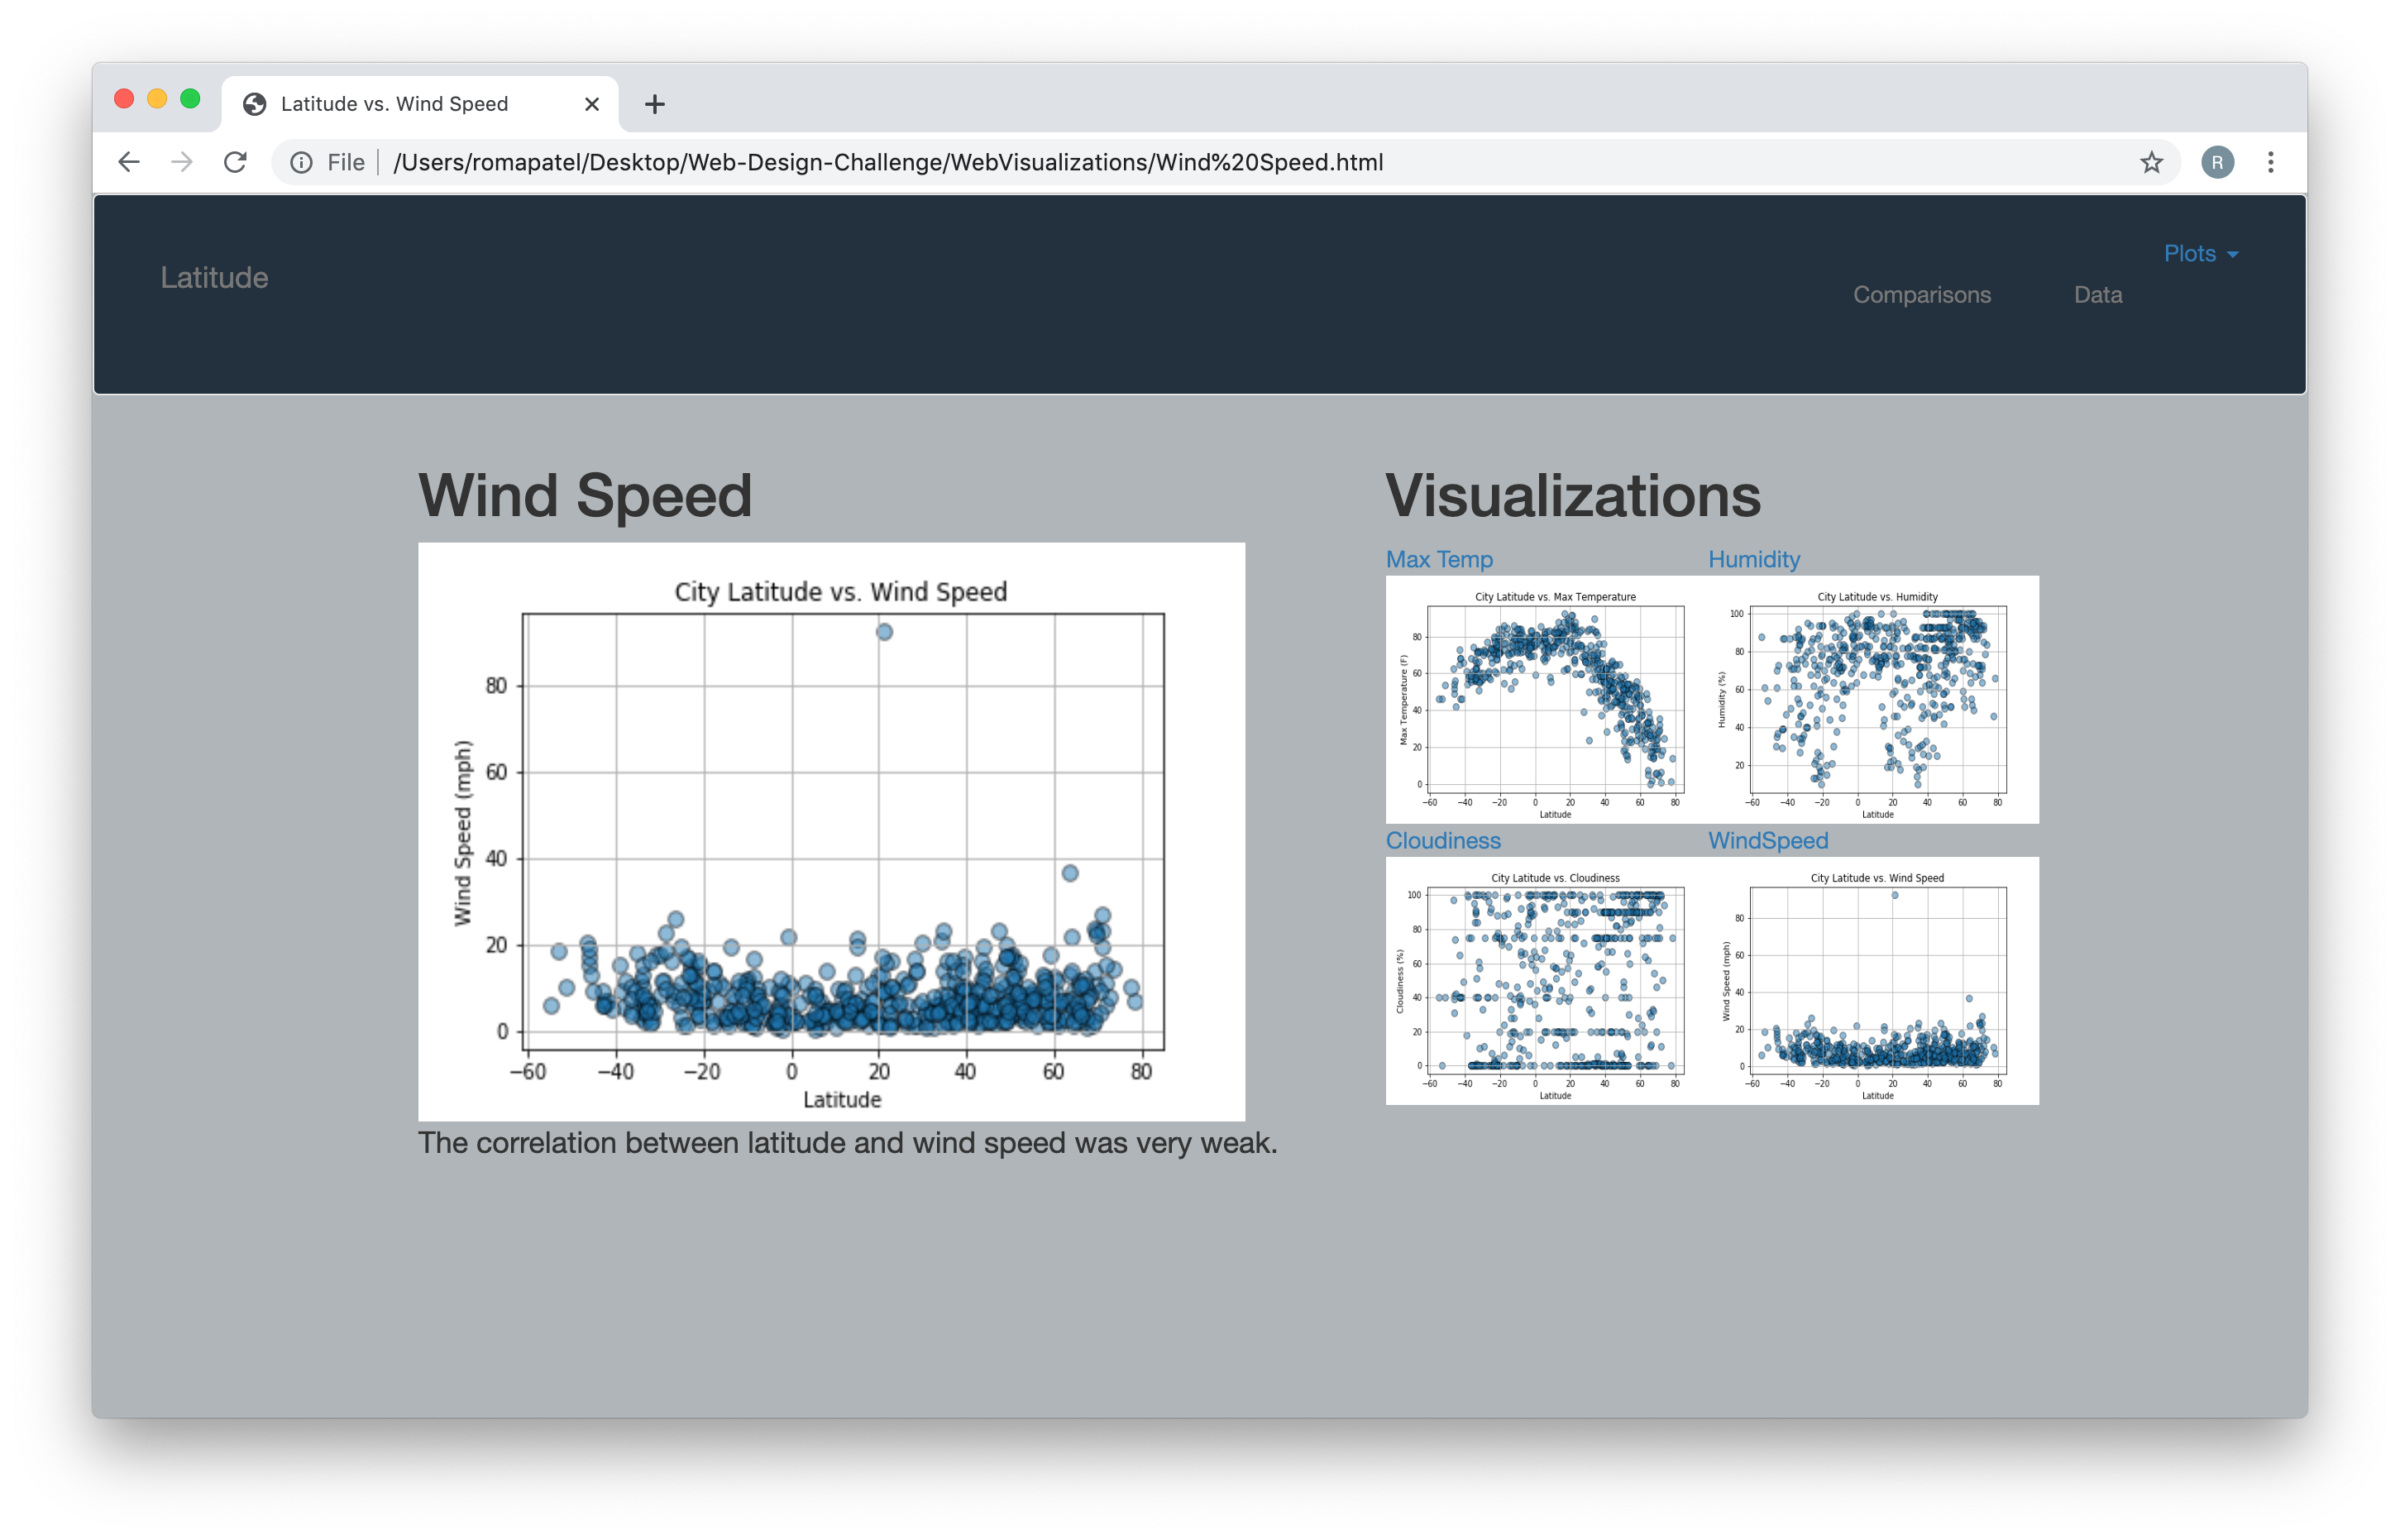 Latitude vs. Wind Speed
File /Users/romapatel/Desktop/Web-Design-Challenge/WebVisualizations/Wind%20Speed.html
R
Latitude
Comparisons
Data
Plots
Wind Speed
City Latitude vs. Wind Speed
Wind Speed (mph)
80
60
40
20
0
−60 −40 −20 0 20 40 60 80
Latitude
The correlation between latitude and wind speed was very weak.
Visualizations
Max Temp
City Latitude vs. Max Temperature
Max Temperature (F)
80
60
40
20
0
−60 −40 −20 0 20 40 60 80
Latitude
Humidity
City Latitude vs. Humidity
Humidity (%)
100
80
60
40
20
−60 −40 −20 0 20 40 60 80
Latitude
Cloudiness
City Latitude vs. Cloudiness
Cloudiness (%)
100
80
60
40
20
0
−60 −40 −20 0 20 40 60 80
Latitude
WindSpeed
City Latitude vs. Wind Speed
Wind Speed (mph)
80
60
40
20
0
−60 −40 −20 0 20 40 60 80
Latitude